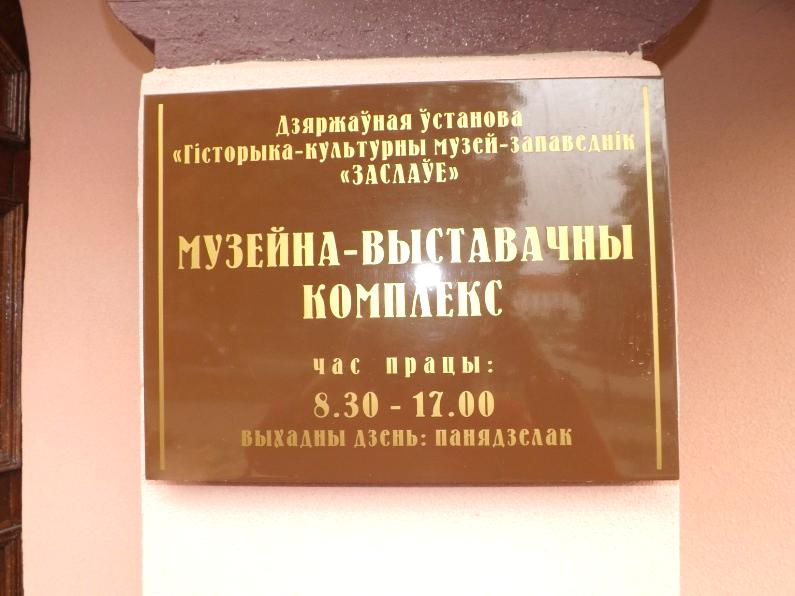 Дзяржаўная ўстанова
«Гісторыка-культурны музей-запаведнік
«ЗАСЛАЎЕ»
МУЗЕЙНА-ВЫСТАВАЧНЫ
КОМПЛЕКС
час працы:
8.30 - 17.00
выхадны дзень: панядзелак